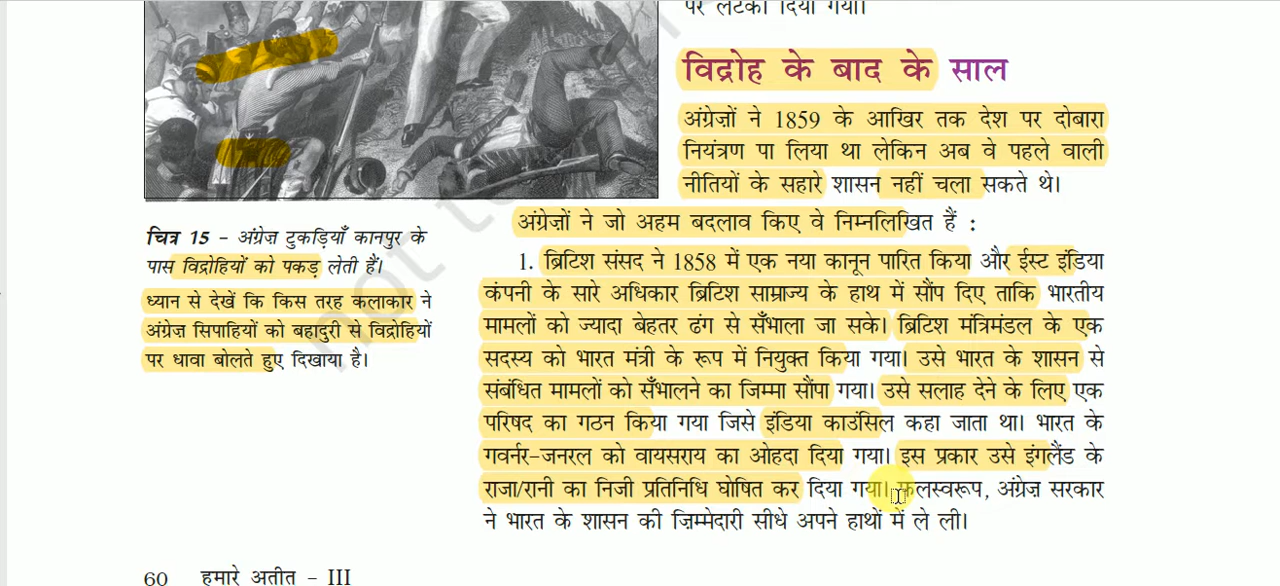 पर लटका दिया गया।
विद्रोह के बाद के साल
अंग्रेज़ों ने 1859 के आखिर तक देश पर दोबारा
नियंत्रण पा लिया था लेकिन अब वे पहले वाली
नीतियों के सहारे शासन नहीं चला सकते थे।
चित्र 15 – अंग्रेज़ टुकड़ियाँ कानपुर के
पास विद्रोहियों को पकड़ लेती हैं।
ध्यान से देखें कि किस तरह कलाकार ने
अंग्रेज़ सिपाहियों को बहादुरी से विद्रोहियों
पर धावा बोलते हुए दिखाया है।
अंग्रेज़ों ने जो अहम बदलाव किए वे निम्नलिखित हैं :
1. ब्रिटिश संसद ने 1858 में एक नया कानून पारित किया और ईस्ट इंडिया
कंपनी के सारे अधिकार ब्रिटिश साम्राज्य के हाथ में सौंप दिए ताकि भारतीय
मामलों को ज्यादा बेहतर ढंग से सँभाला जा सके। ब्रिटिश मंत्रिमंडल के एक
सदस्य को भारत मंत्री के रूप में नियुक्त किया गया। उसे भारत के शासन से
संबंधित मामलों को सँभालने का जिम्मा सौंपा गया। उसे सलाह देने के लिए एक
परिषद का गठन किया गया जिसे इंडिया काउंसिल कहा जाता था। भारत के
गवर्नर-जनरल को वायसराय का ओहदा दिया गया। इस प्रकार उसे इंगलैंड के
राजा/रानी का निजी प्रतिनिधि घोषित कर दिया गया। फलस्वरूप, अंग्रेज़ सरकार
ने भारत के शासन की ज़िम्मेदारी सीधे अपने हाथों में ले ली।
60 हमारे अतीत – III
not t